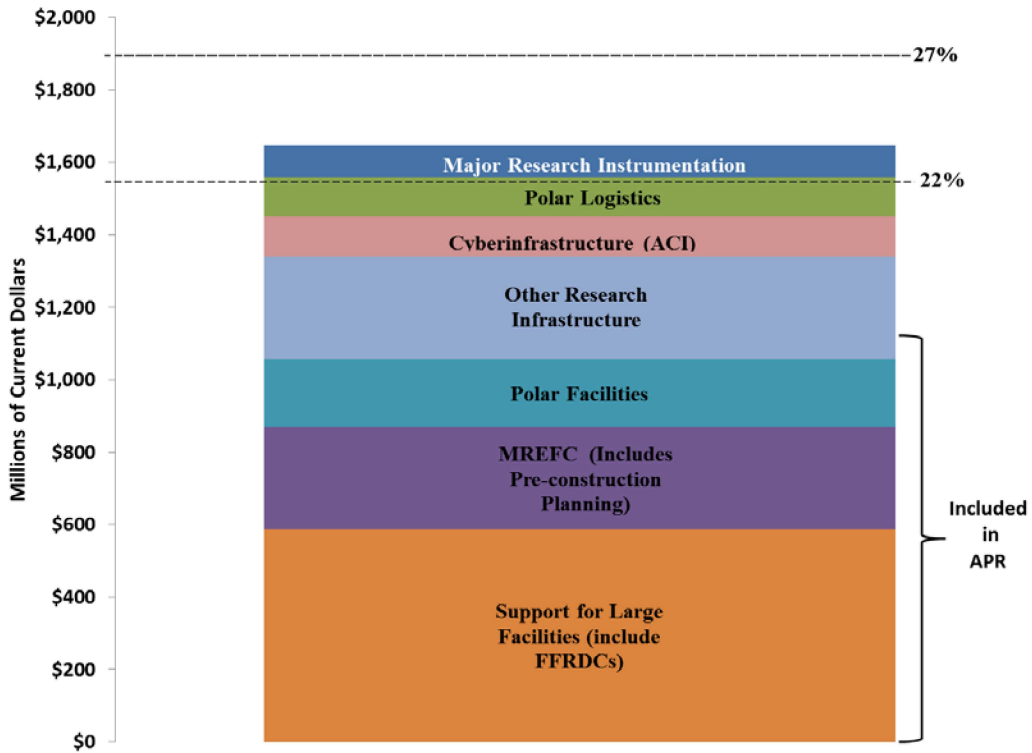 $2,000
27%
$1,800
$1,600
Major Research Instrumentation
22%
Polar Logistics
$1,400
Cyberinfrastructure (ACI)
Other Research
Infrastructure
$1,200
$1,000
Polar Facilities
$800
MREFC (Includes
Pre-construction
Planning)
$600
Included
in
APR
$400
Support for Large
Facilities (include
FFRDCs)
$200
$0
Millions of Current Dollars